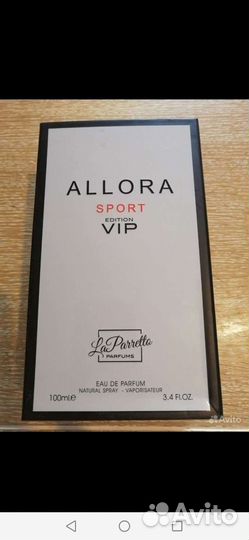 ALLORA
SPORT
EDITION
VIP
La Parretto
PARFUMS
EAU DE PARFUM
NATURAL SPRAY - VAPORISATEUR
100ml.e 3.4 FL.OZ.
Avito
Avito